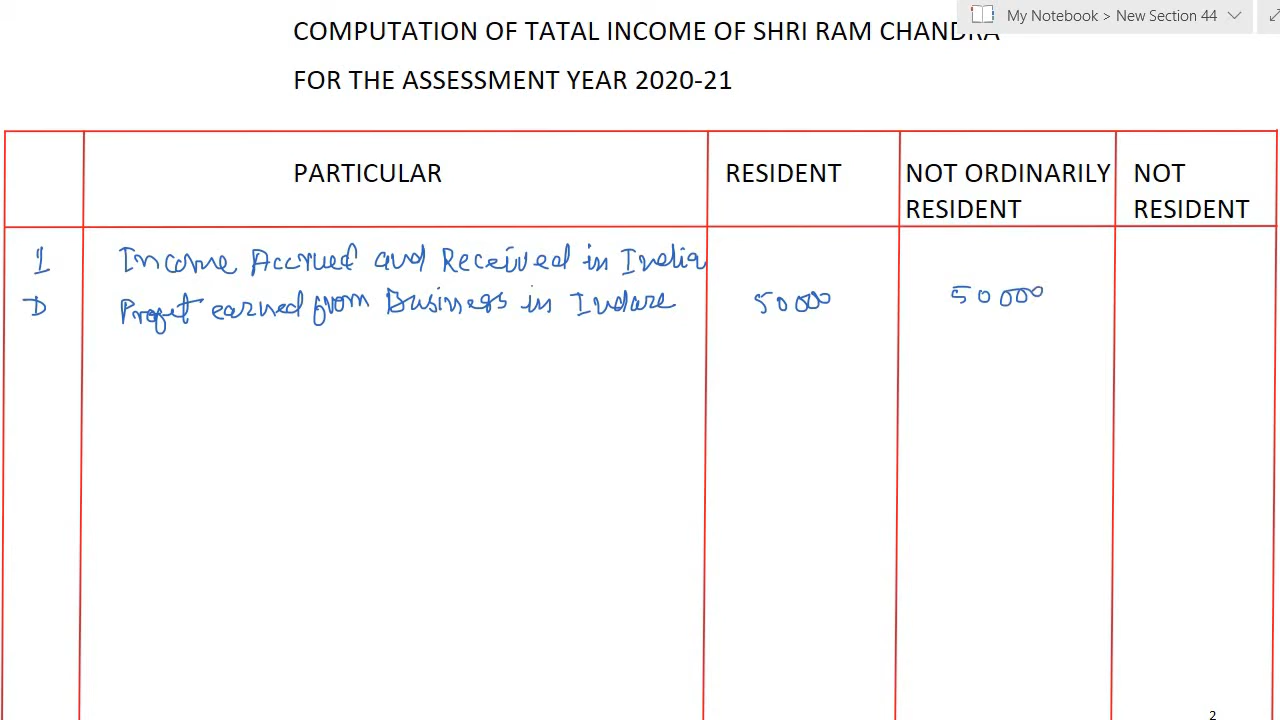 My Notebook > New Section 44
COMPUTATION OF TATAL INCOME OF SHRI RAM CHANDRA
FOR THE ASSESSMENT YEAR 2020-21
PARTICULAR RESIDENT NOT ORDINARILY RESIDENT NOT RESIDENT
I Income Accrued and Received in India
D Profit earned from Business in Indore 50000 50000
2